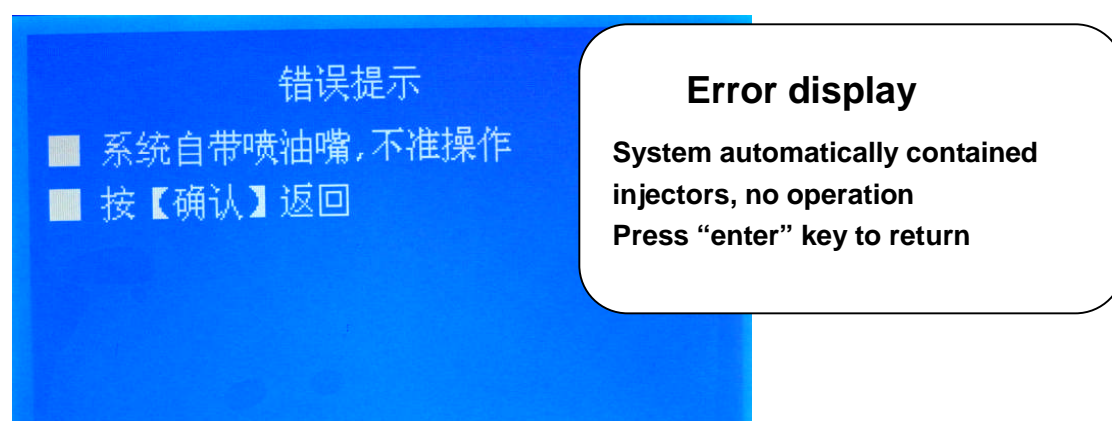 错误提示
系统自带喷油嘴,不准操作
按【确认】返回
Error display
System automatically contained
injectors, no operation
Press “enter” key to return